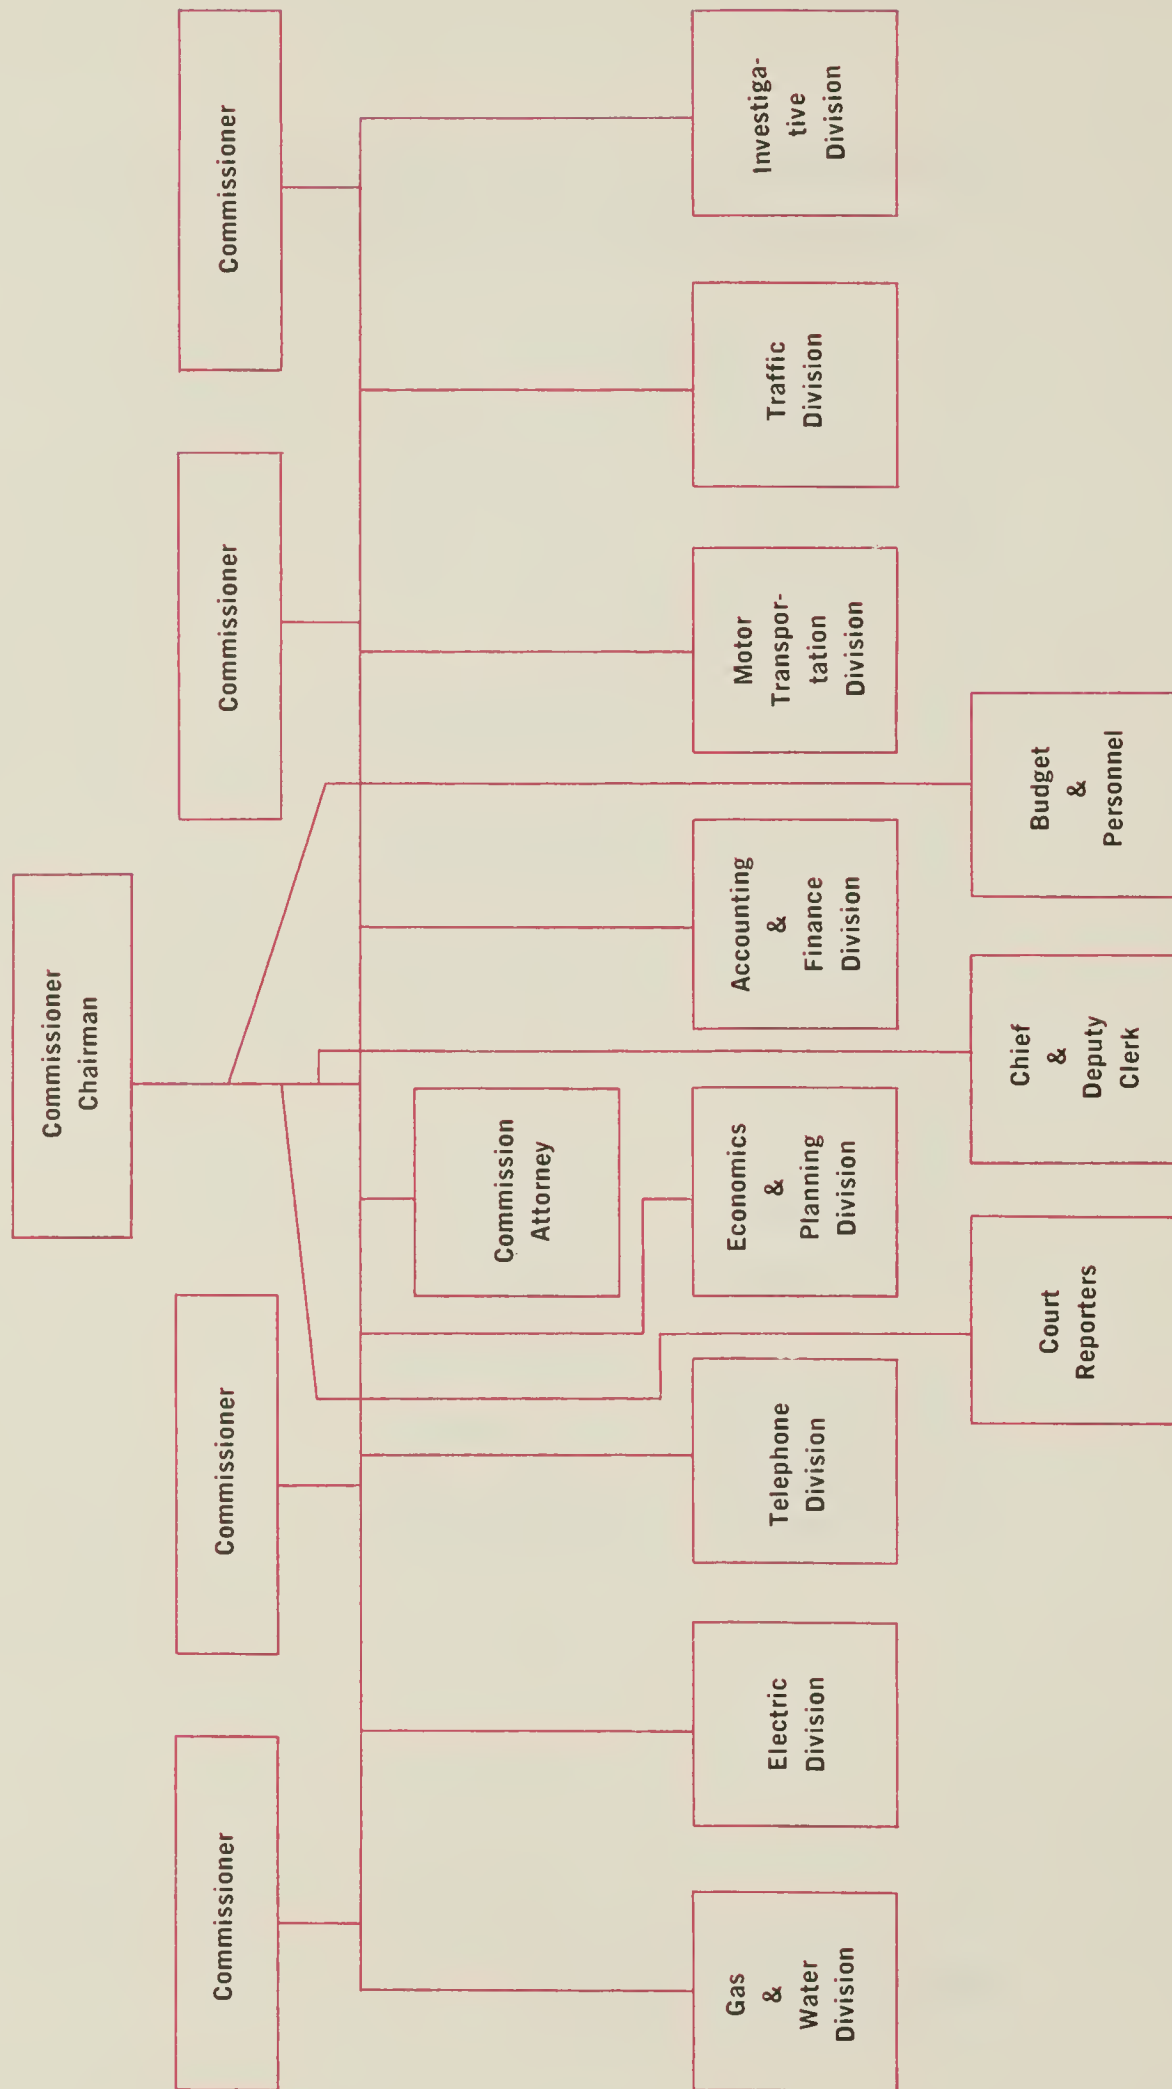 Commissioner
Chairman
Commissioner
Commissioner
Commissioner
Commissioner
Commission
Attorney
Gas
&
Water
Division
Electric
Division
Telephone
Division
Economics
&
Planning
Division
Accounting
&
Finance
Division
Motor
Transpor-
tation
Division
Traffic
Division
Investiga-
tive
Division
Court
Reporters
Chief
&
Deputy
Clerk
Budget
&
Personnel